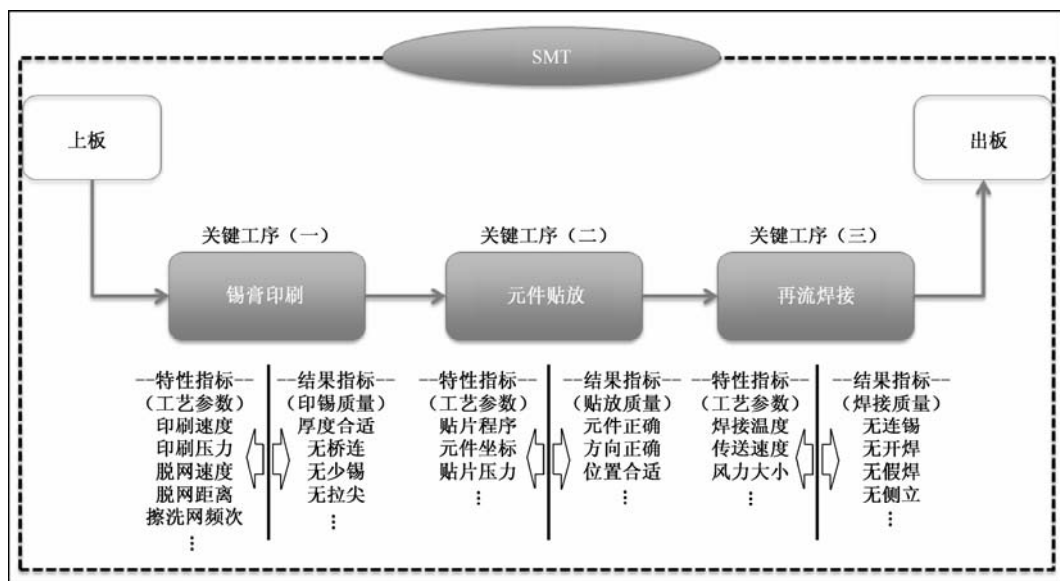 SMT
上板
出板
关键工序（一）
锡膏印刷
关键工序（二）
元件贴放
关键工序（三）
再流焊接
--特性指标--
（工艺参数）
印刷速度
印刷压力
脱网速度
脱网距离
擦洗网频次
⋮
--结果指标--
（印锡质量）
厚度合适
无桥连
无少锡
无拉尖
⋮
--特性指标--
（工艺参数）
贴片程序
元件坐标
贴片压力
⋮
--结果指标--
（贴放质量）
元件正确
方向正确
位置合适
⋮
--特性指标--
（工艺参数）
焊接温度
传送速度
风力大小
⋮
--结果指标--
（焊接质量）
无连锡
无开焊
无假焊
无侧立
⋮